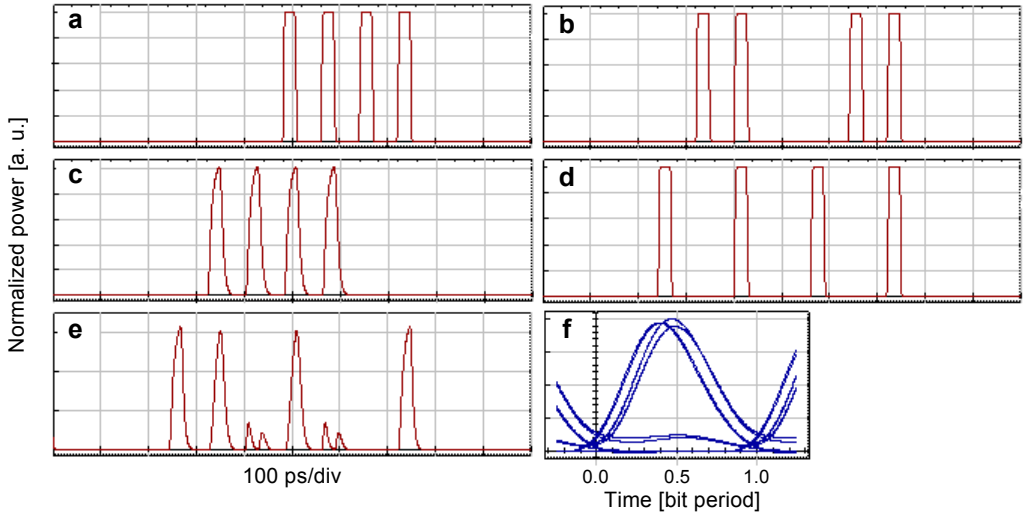 a
b
c
d
e
f
Normalized power [a. u.]
100 ps/div
0.0 0.5 1.0
Time [bit period]